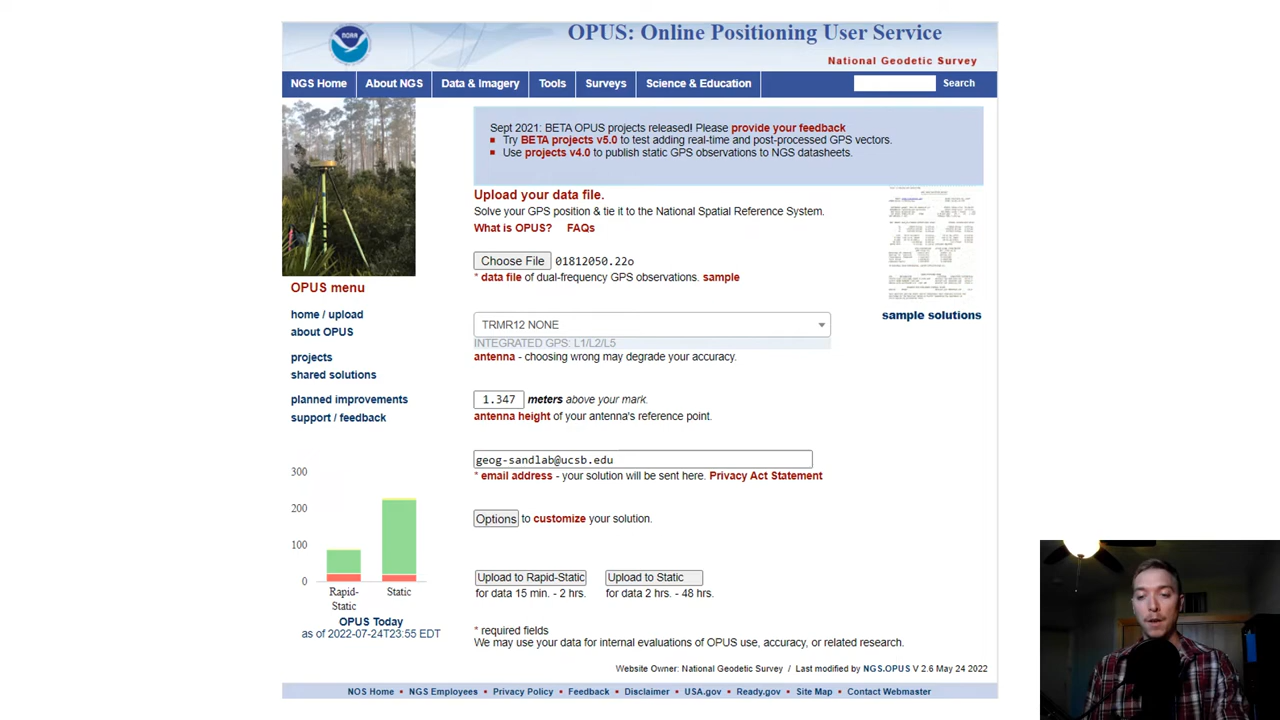 NOAA
OPUS: Online Positioning User Service
National Geodetic Survey
NGS Home
About NGS
Data & Imagery
Tools
Surveys
Science & Education
Search
Sept 2021: BETA OPUS projects released! Please provide your feedback
Try BETA projects v5.0 to test adding real-time and post-processed GPS vectors.
Use projects v4.0 to publish static GPS observations to NGS datasheets.
Upload your data file.
Solve your GPS position & tie it to the National Spatial Reference System.
What is OPUS? FAQs
Choose File 01812050.22o
* data file of dual-frequency GPS observations. sample
TRMR12 NONE
INTEGRATED GPS: L1/L2/L5
antenna - choosing wrong may degrade your accuracy.
1.347 meters above your mark.
antenna height of your antenna's reference point.
geog-sandlab@ucsb.edu
* email address - your solution will be sent here. Privacy Act Statement
Options to customize your solution.
Upload to Rapid-Static Upload to Static
for data 15 min. - 2 hrs. for data 2 hrs. - 48 hrs.
* required fields
We may use your data for internal evaluations of OPUS use, accuracy, or related research.
sample solutions
OPUS menu
home / upload
about OPUS
projects
shared solutions
planned improvements
support / feedback
300
200
100
0
Rapid-
Static
Static
OPUS Today
as of 2022-07-24T23:55 EDT
Website Owner: National Geodetic Survey / Last modified by NGS.OPUS V 2.6 May 24 2022
NOS Home • NGS Employees • Privacy Policy • Feedback • Disclaimer • USA.gov • Ready.gov • Site Map • Contact Webmaster